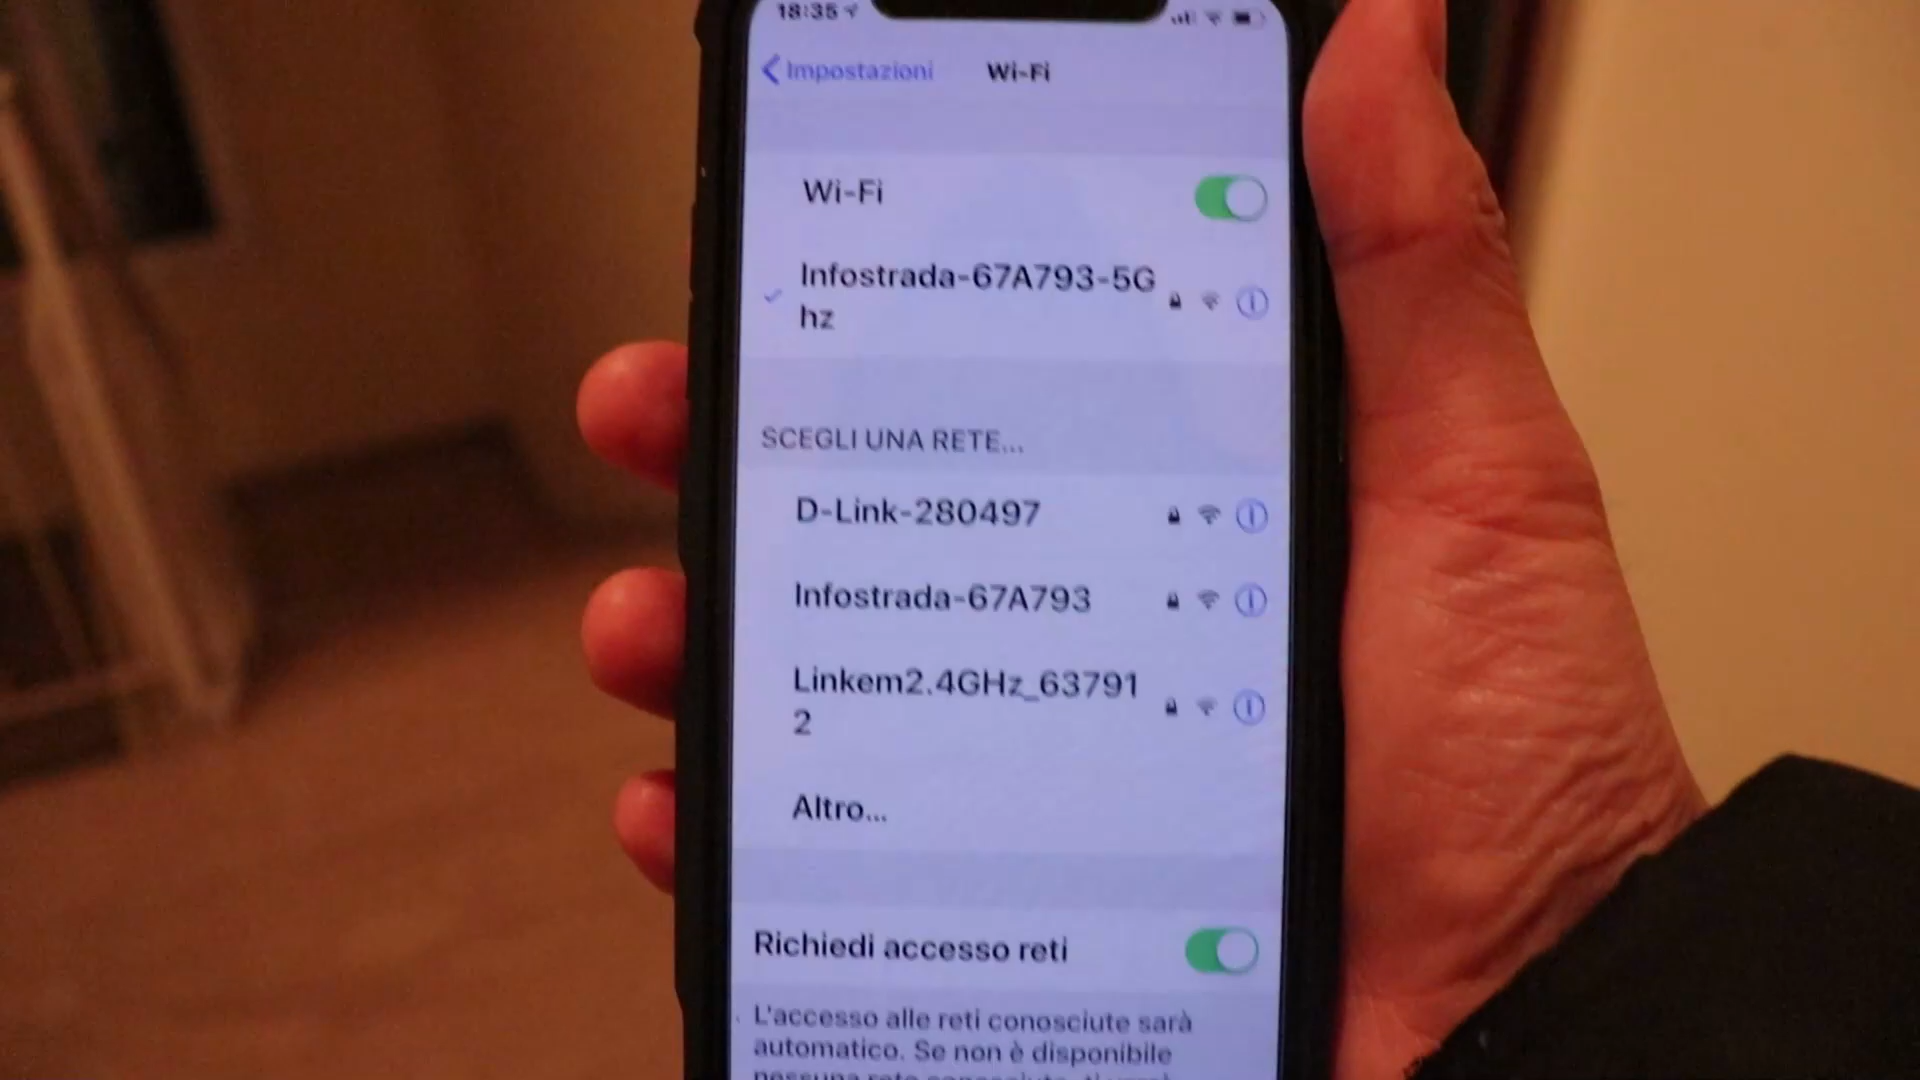 18:35
Impostazioni
Wi-Fi
Wi-Fi
Infostrada-67A793-5G
hz
SCEGLI UNA RETE...
D-Link-280497
Infostrada-67A793
Linkem2.4GHz_63791
2
Altro...
Richiedi accesso reti
L'accesso alle reti conosciute sarà
automatico. Se non è disponibile